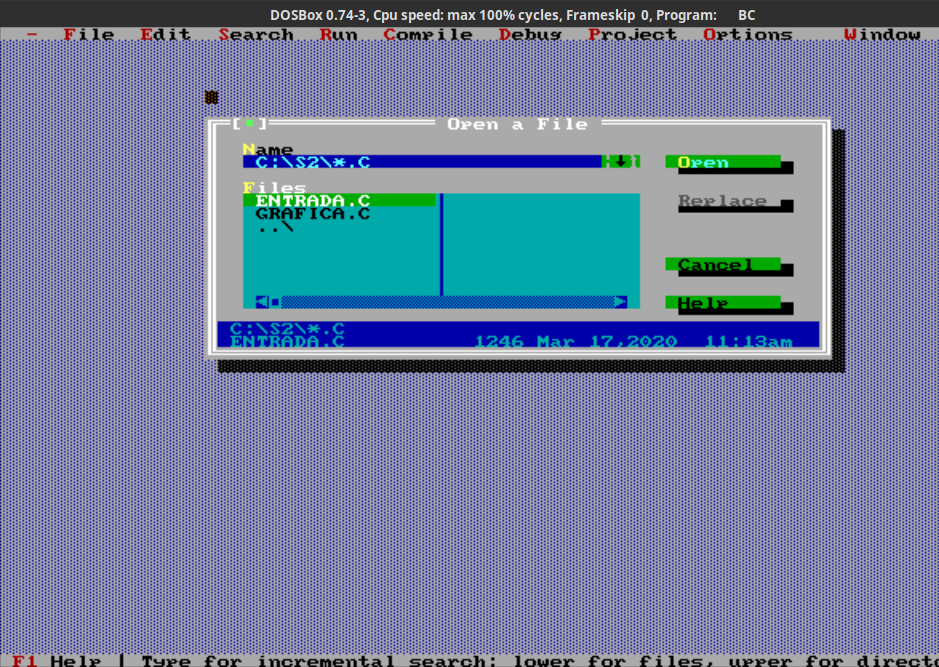 DOSBox 0.74-3, Cpu speed: max 100% cycles, Frameskip 0, Program: BC
File Edit Search Run Compile Debug Project Options Window
Open a File
Name
C:\S2\*.C
Open
Files
ENTRADA.C
Replace
GRAFICA.C
..\
Cancel
Help
C:\S2\*.C
ENTRADA.C 1246 Mar 17,2020 11:13am
F1 Help | Type for incremental search: lower for files, upper for direct